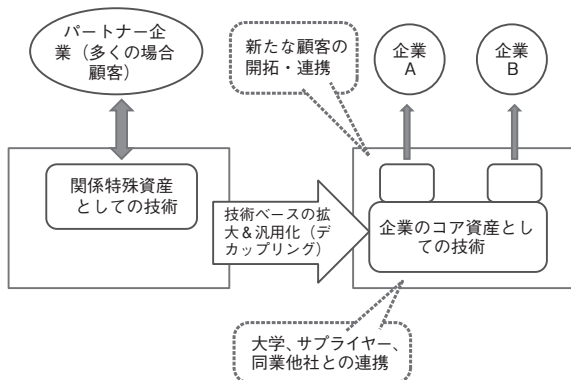 パートナー企
業（多くの場合
顧客）
新たな顧客の
開拓・連携
企業
A
企業
B
関係特殊資産
としての技術
技術ベースの拡
大＆汎用化（デ
カップリング）
企業のコア資産とし
ての技術
大学、サプライヤー、
同業他社との連携